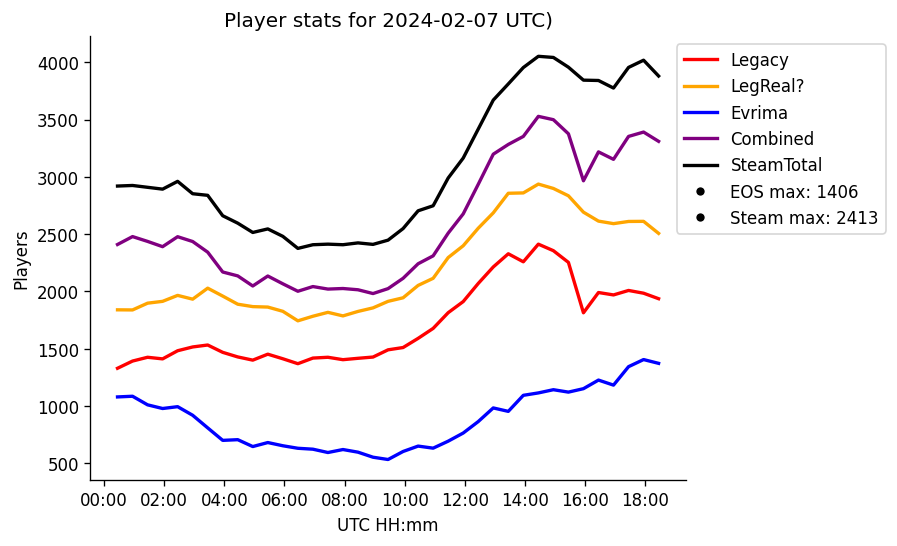 Player stats for 2024-02-07 UTC)
Legacy
LegReal?
Evrima
Combined
SteamTotal
EOS max: 1406
Steam max: 2413
Players
4000
3500
3000
2500
2000
1500
1000
500
00:00 02:00 04:00 06:00 08:00 10:00 12:00 14:00 16:00 18:00
UTC HH:mm